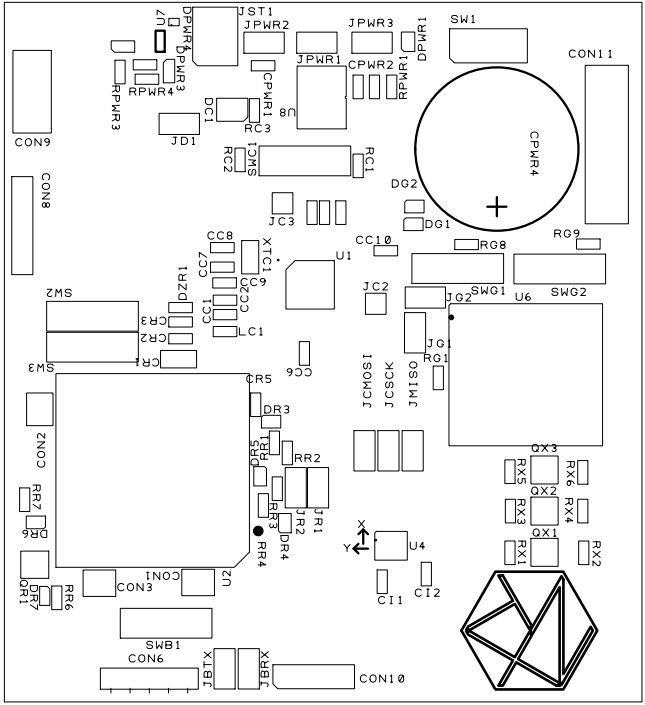 U7
JST1
JPWR2
JPWR3
DPWR1
SW1
DPWR4
DPWR3
JPWR1
CPWR2
RPWR1
CON11
RPWR3
RPWR4
CPWR1
DC1
U8
RC3
JD1
CON9
CPWR4
RC2
SWC1
RC1
CON8
DG2
JC3
DG1
CC8
XTC1
CC10
RG8
RG9
U1
CC7
CC9
SW2
DZR1
JC2
SWG1
SWG2
JG2
U6
CC1
CC2
CR3
LC1
CR2
JG1
SW3
CR1
CC6
RG1
CR5
JCMOSI
JCSCK
JMISO
DR3
CON2
RR1
DR5
RR2
QX3
RX5
RX6
RR7
QX2
RX3
RX4
RR3
JR2
JR1
DR6
X
QX1
DR4
Y
U4
RR4
RX1
RX2
QR1
CON1
U2
CON3
DR7
RR6
CI1
CI2
SWB1
CON6
JBTX
JBRX
CON10